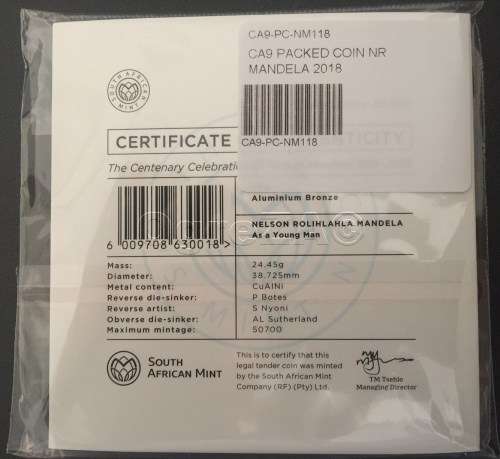 CA9-PC-NM118
CA9 PACKED COIN NR
MANDELA 2018
CA9-PC-NM118
SOUTH AFRICAN MINT
CERTIFICATE
The Centenary Celebrati
Aluminium Bronze
NELSON ROLIHLAHLA MANDELA
As a Young Man
6 009708 630018 >
Mass: 24.45g
Diameter: 38.725mm
Metal content: CuAlNi
Reverse die-sinker: P Botes
Reverse artist: S Nyoni
Obverse die-sinker: AL Sutherland
Maximum mintage: 50700
SOUTH
AFRICAN MINT
This is to certify that this
legal tender coin was minted
by the South African Mint
Company (RF) (Pty) Ltd.
TM Tsehlo
Managing Director